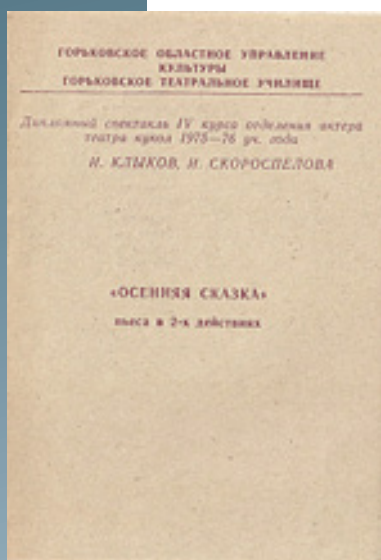 ГОРЬКОВСКОЕ ОБЛАСТНОЕ УПРАВЛЕНИЕ
КУЛЬТУРЫ
ГОРЬКОВСКОЕ ТЕАТРАЛЬНОЕ УЧИЛИЩЕ
Дипломный спектакль IV курса отделения актера
театра кукол 1975—76 уч. года
И. КЛЫКОВ, И. СКОРОСПЕЛОВА
«ОСЕННЯЯ СКАЗКА»
пьеса в 2-х действиях